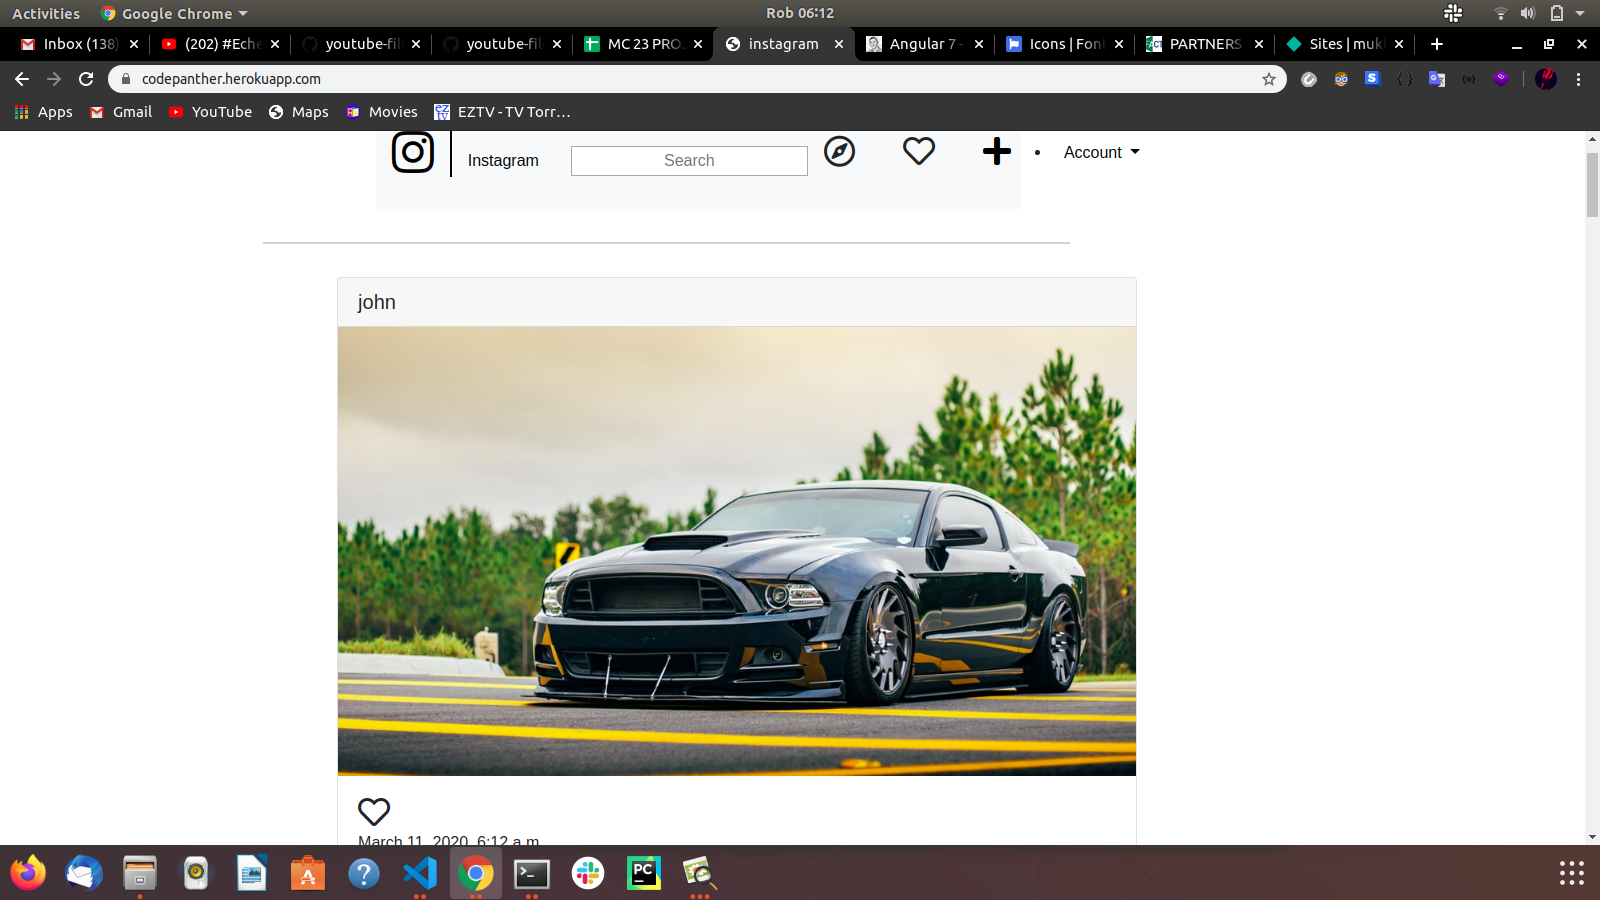 Activities Google Chrome Rob 06:12
Inbox (138) (202) #Eche youtube-fil youtube-fil MC 23 PRO instagram Angular 7 - Icons | Font PARTNERS Sites | muk
codepanther.herokuapp.com
Apps Gmail YouTube Maps Movies EZTV - TV Torr…
Instagram Search Account
john
March 11, 2020, 6:12 a.m.